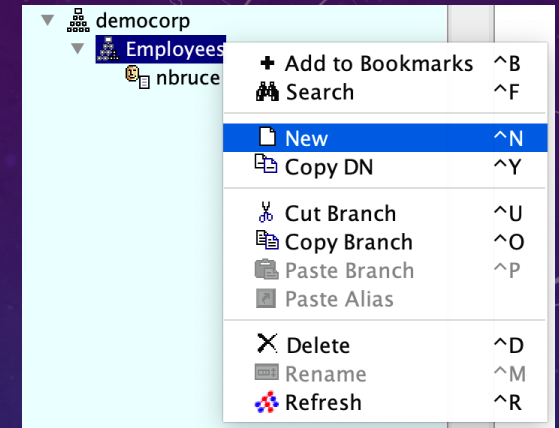 democorp
Employees
nbruce
Add to Bookmarks ^B
Search ^F
New ^N
Copy DN ^Y
Cut Branch ^U
Copy Branch ^O
Paste Branch ^P
Paste Alias
Delete ^D
Rename ^M
Refresh ^R